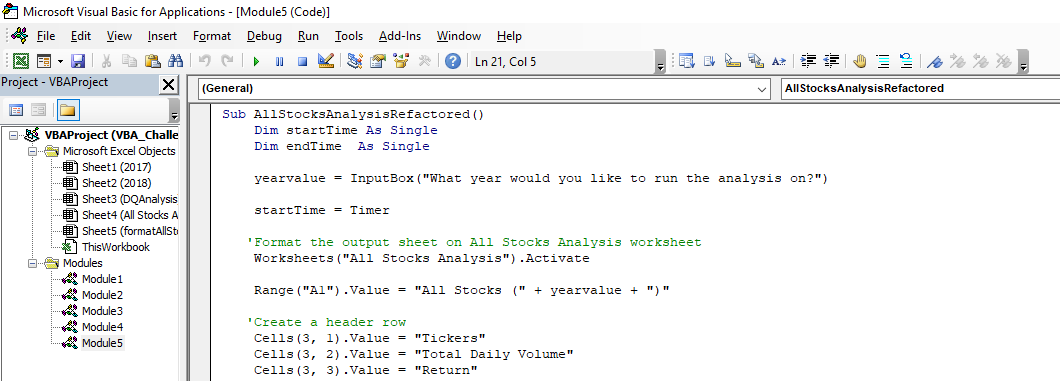 Microsoft Visual Basic for Applications - [Module5 (Code)]
File Edit View Insert Format Debug Run Tools Add-Ins Window Help
Ln 21, Col 5
Project - VBAProject
(General)
AllStocksAnalysisRefactored
VBAProject (VBA_Challe
Microsoft Excel Objects
Sheet1 (2017)
Sheet2 (2018)
Sheet3 (DQAnalysis
Sheet4 (All Stocks A
Sheet5 (formatAllSto
ThisWorkbook
Modules
Module1
Module2
Module3
Module4
Module5
Sub AllStocksAnalysisRefactored()
Dim startTime As Single
Dim endTime  As Single
yearvalue = InputBox("What year would you like to run the analysis on?")
startTime = Timer
'Format the output sheet on All Stocks Analysis worksheet
Worksheets("All Stocks Analysis").Activate
Range("A1").Value = "All Stocks (" + yearvalue + ")"
'Create a header row
Cells(3, 1).Value = "Tickers"
Cells(3, 2).Value = "Total Daily Volume"
Cells(3, 3).Value = "Return"